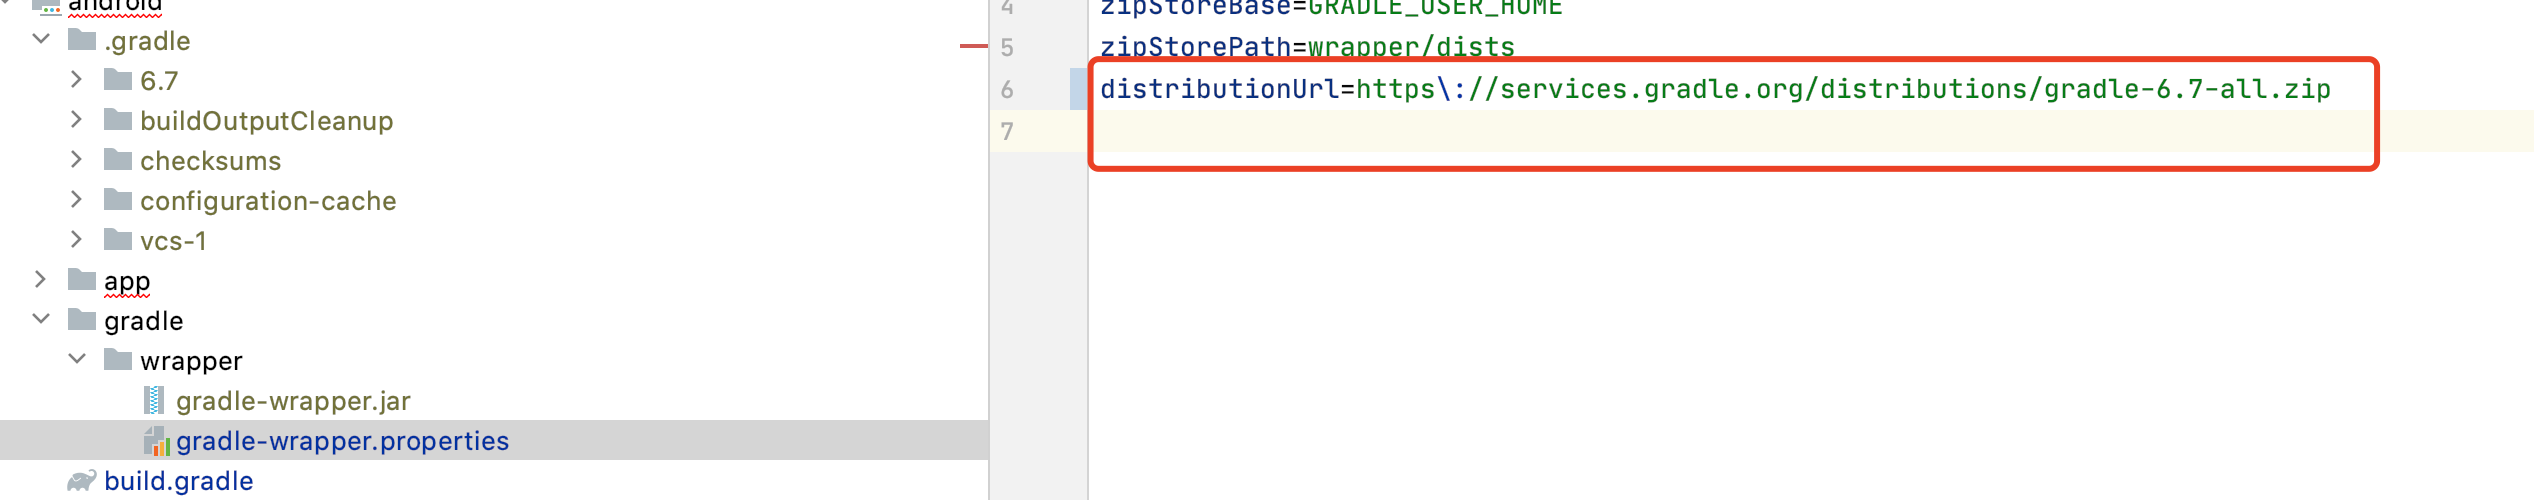 android
.gradle
6.7
buildOutputCleanup
checksums
configuration-cache
vcs-1
app
gradle
wrapper
gradle-wrapper.jar
gradle-wrapper.properties
build.gradle
4 zipStoreBase=GRADLE_USER_HOME
5 zipStorePath=wrapper/dists
6 distributionUrl=https\://services.gradle.org/distributions/gradle-6.7-all.zip
7